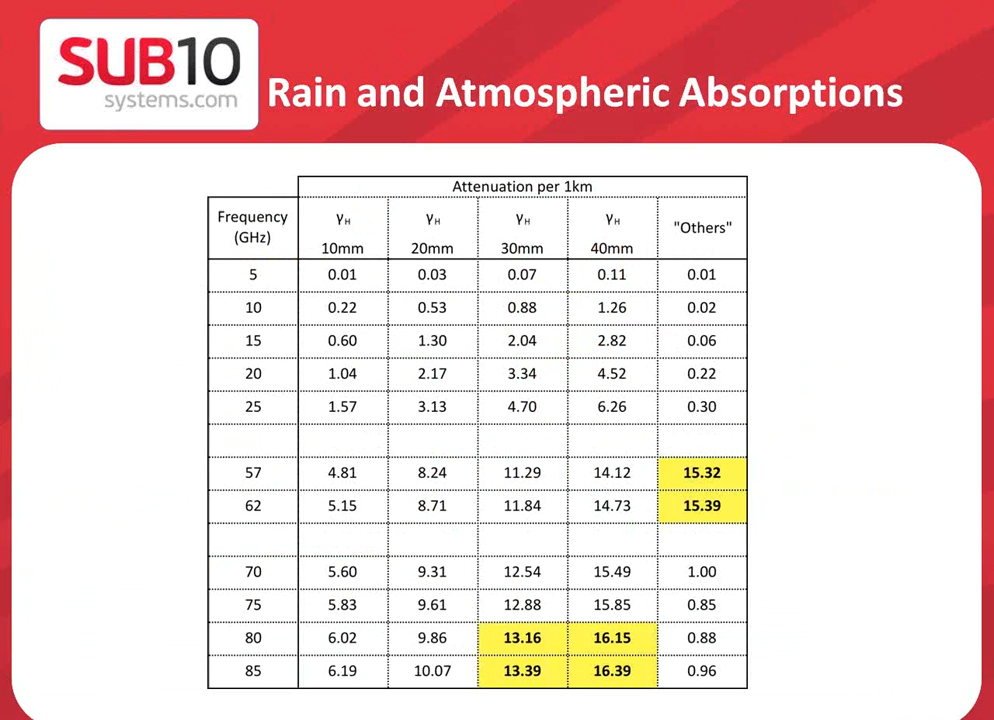 SUB10
systems.com
Rain and Atmospheric Absorptions
Attenuation per 1km
Frequency (GHz) γH 10mm γH 20mm γH 30mm γH 40mm "Others"
5 0.01 0.03 0.07 0.11 0.01
10 0.22 0.53 0.88 1.26 0.02
15 0.60 1.30 2.04 2.82 0.06
20 1.04 2.17 3.34 4.52 0.22
25 1.57 3.13 4.70 6.26 0.30
57 4.81 8.24 11.29 14.12 15.32
62 5.15 8.71 11.84 14.73 15.39
70 5.60 9.31 12.54 15.49 1.00
75 5.83 9.61 12.88 15.85 0.85
80 6.02 9.86 13.16 16.15 0.88
85 6.19 10.07 13.39 16.39 0.96